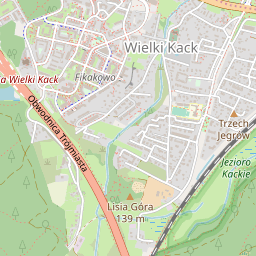 Wielki Kack
Fikakowo
a Wielki Kack
Obwodnica Trójmiasta
Trzech
Jegrów
Jezioro
Kackie
Lisia Góra
139 m